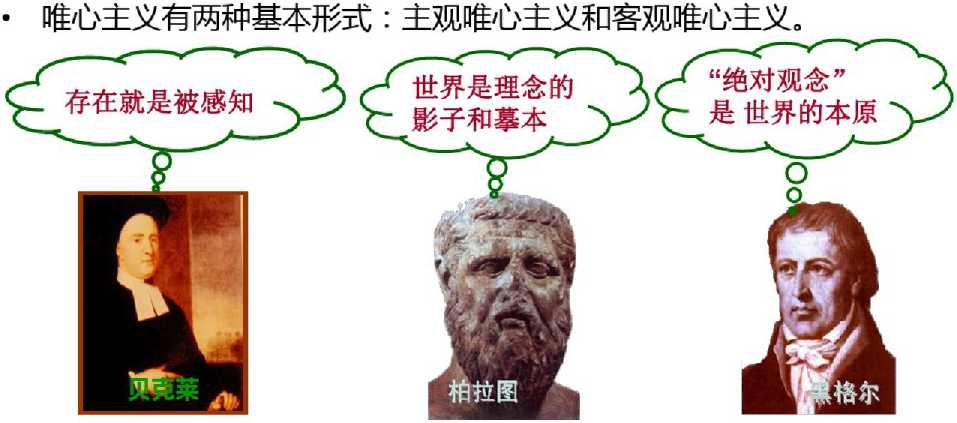 • 唯心主义有两种基本形式：主观唯心主义和客观唯心主义。
存在就是被感知
世界是理念的
影子和摹本
“绝对观念”
是 世界的本原
贝克莱
柏拉图
黑格尔